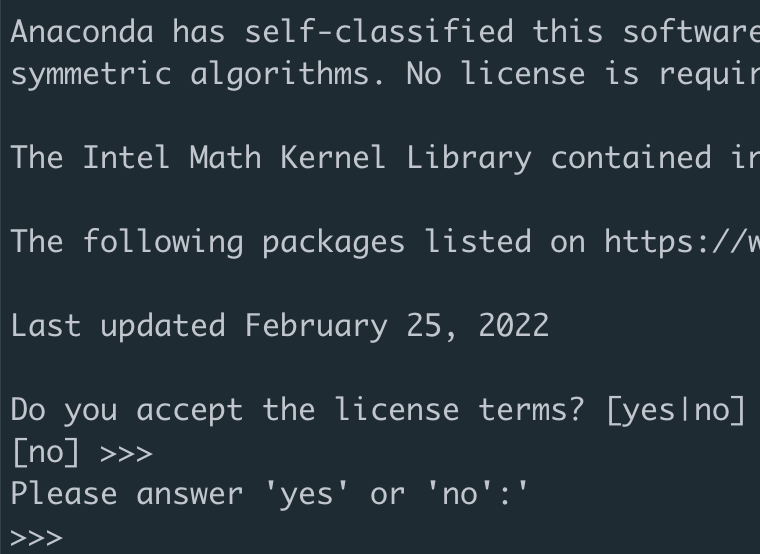 Anaconda has self-classified this software
symmetric algorithms. No license is requir
The Intel Math Kernel Library contained in
The following packages listed on https://w
Last updated February 25, 2022
Do you accept the license terms? [yes|no]
[no] >>>
Please answer 'yes' or 'no':'
>>>